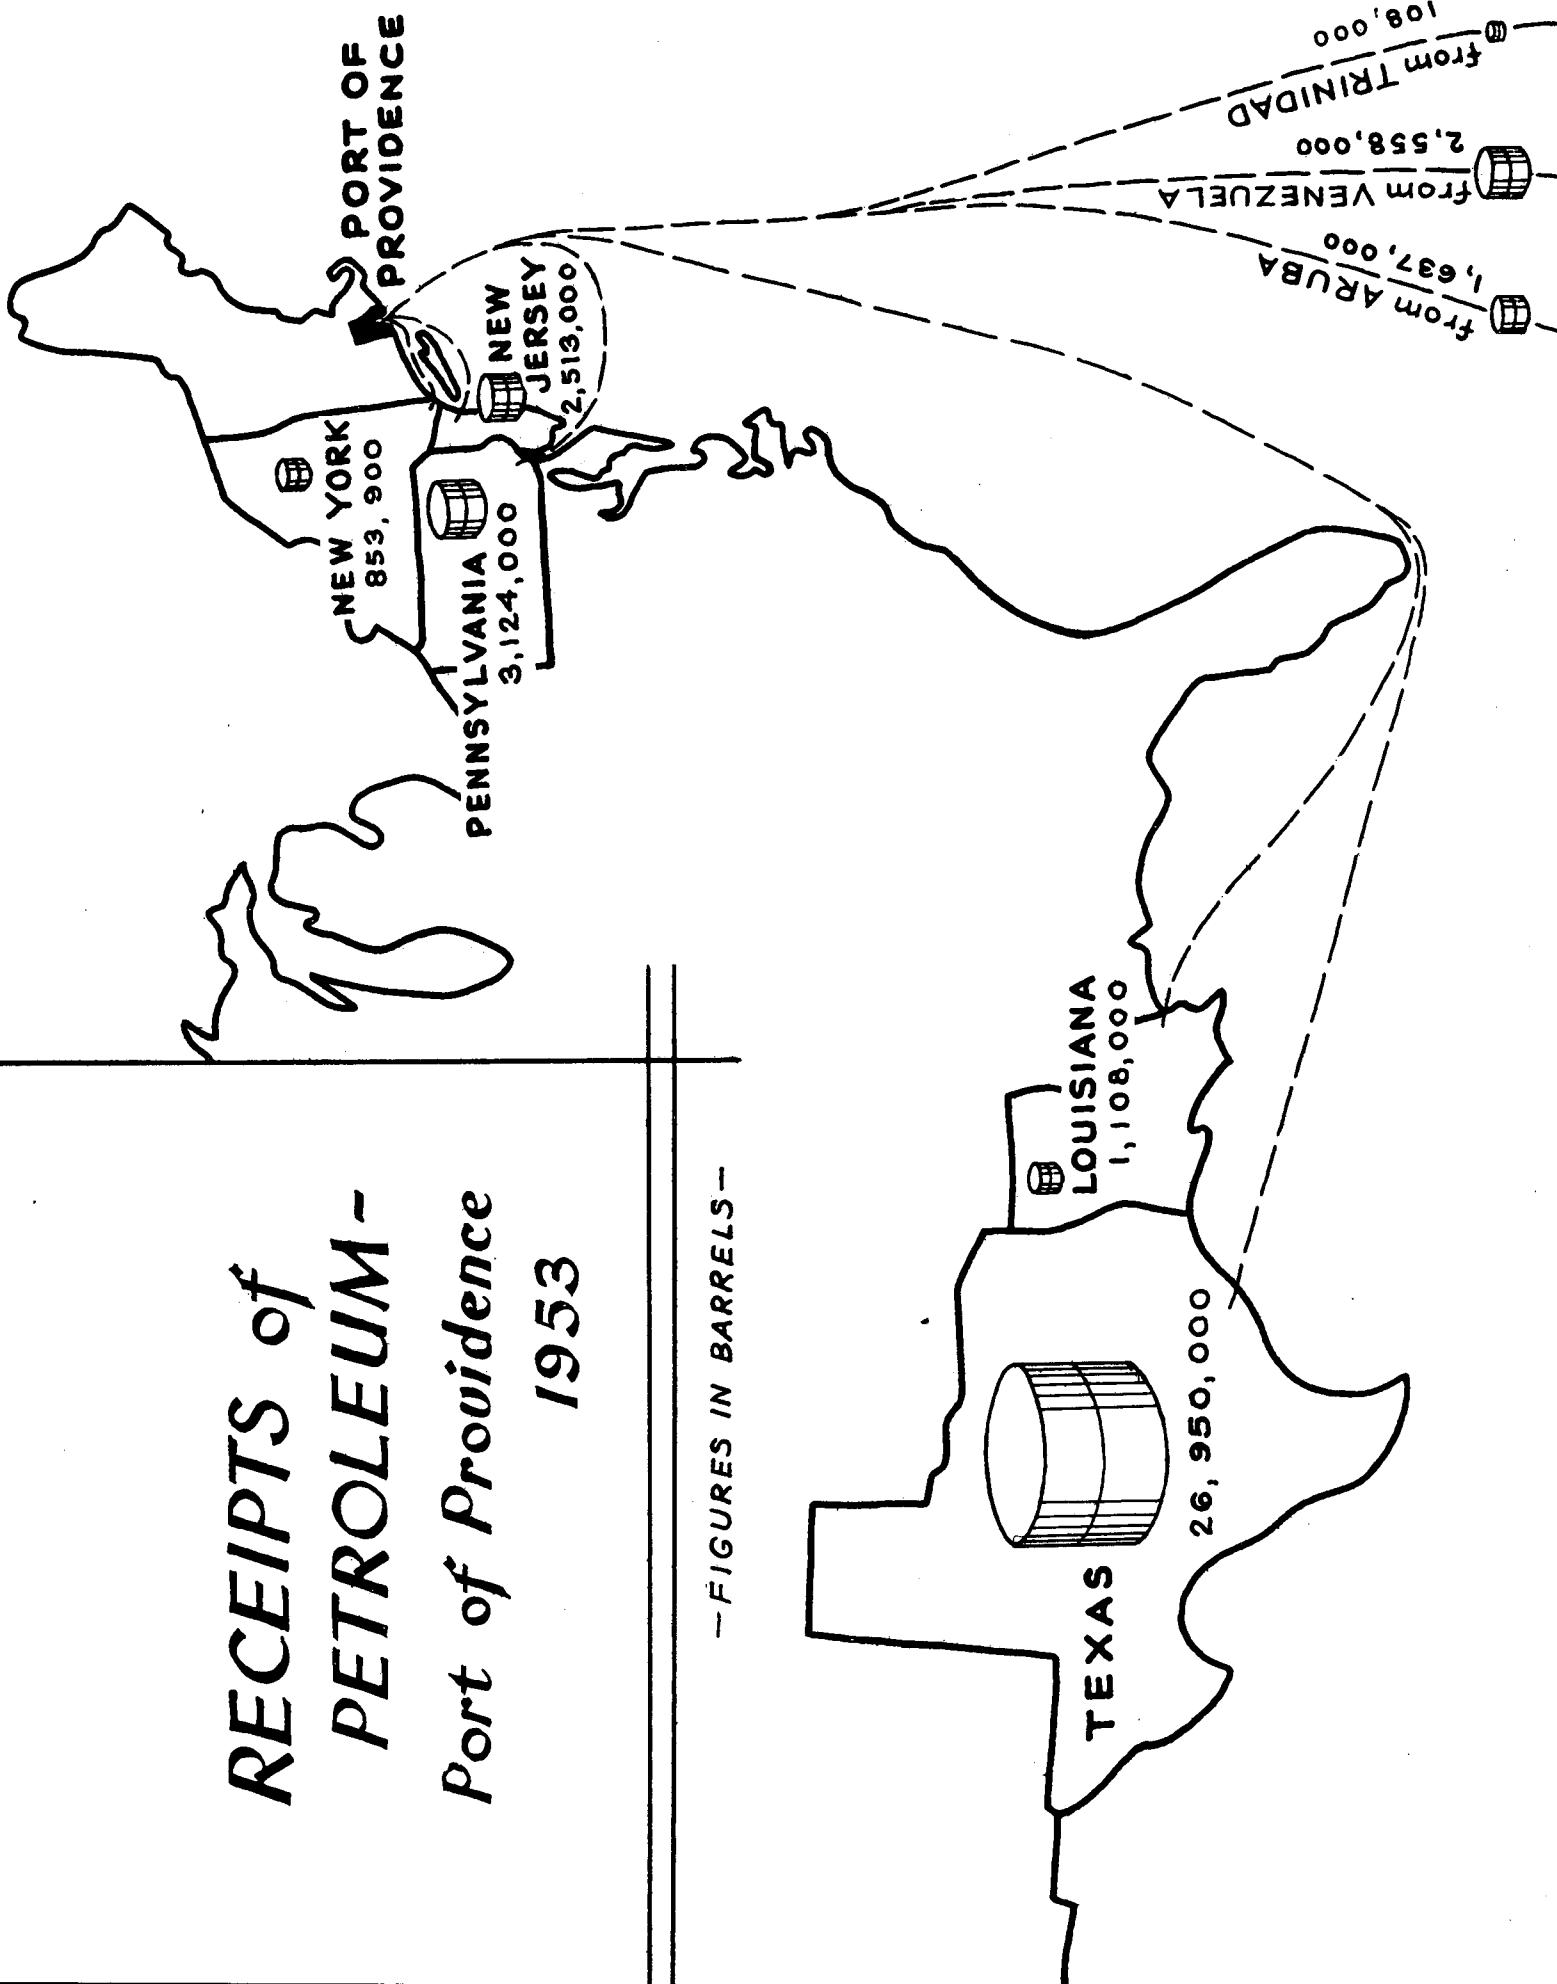 RECEIPTS of
PETROLEUM-
Port of Providence
1953
-FIGURES IN BARRELS-
PORT OF
PROVIDENCE
NEW YORK
853,900
PENNSYLVANIA
3,124,000
NEW
JERSEY
2,513,000
LOUISIANA
1,108,000
TEXAS
26,950,000
from ARUBA
1,637,000
from VENEZUELA
2,558,000
from TRINIDAD
108,000